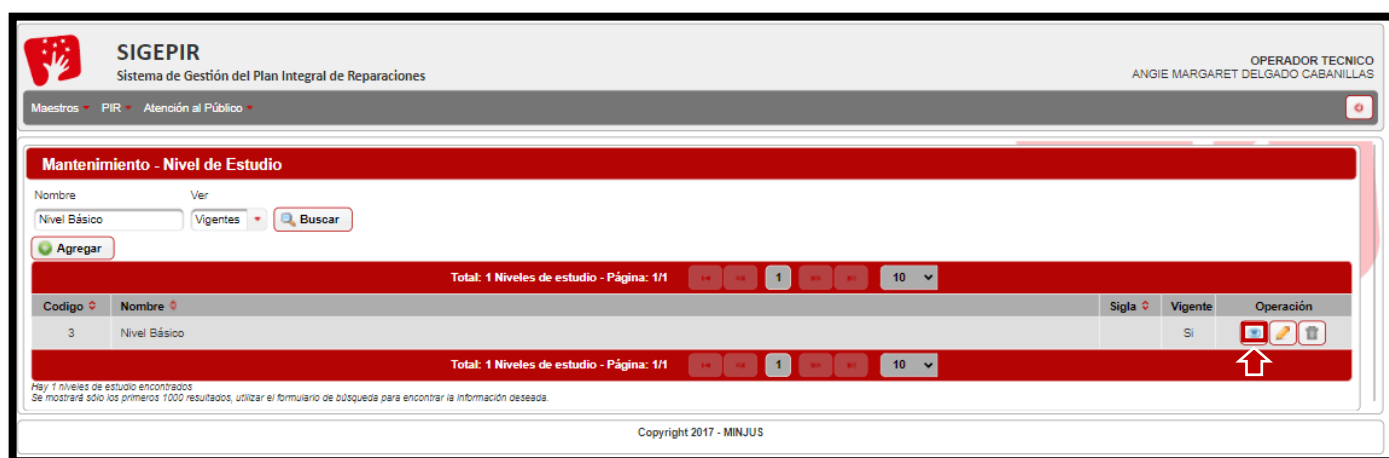 SIGEPIR
Sistema de Gestión del Plan Integral de Reparaciones
OPERADOR TECNICO
ANGIE MARGARET DELGADO CABANILLAS
Maestros PIR Atención al Público
Mantenimiento - Nivel de Estudio
Nombre Ver
Nivel Básico Vigentes Buscar
Agregar
Total: 1 Niveles de estudio - Página: 1/1 1 10
Codigo Nombre Sigla Vigente Operación
3 Nivel Básico Si
Total: 1 Niveles de estudio - Página: 1/1 1 10
Hay 1 niveles de estudio encontrados
Se mostrará sólo los primeros 1000 resultados, utilizar el formulario de búsqueda para encontrar la información deseada.
Copyright 2017 - MINJUS